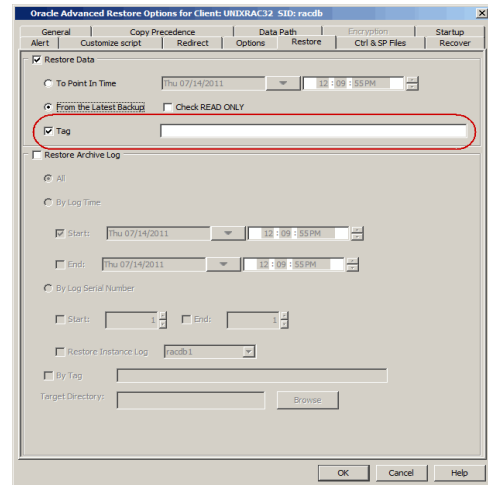 Oracle Advanced Restore Options for Client: UNIXRAC32 SID: racdb
General Copy Precedence Data Path Encryption Startup
Alert Customize script Redirect Options Restore Ctrl & SP Files Recover
Restore Data
To Point In Time Thu 07/14/2011 12 : 09 : 55 PM
From the Latest Backup Check READ ONLY
Tag
Restore Archive Log
All
By Log Time
Start: Thu 07/14/2011 12 : 09 : 55 PM
End: Thu 07/14/2011 12 : 09 : 55 PM
By Log Serial Number
Start: 1 End: 1
Restore Instance Log racdb1
By Tag
Target Directory: Browse
OK Cancel Help